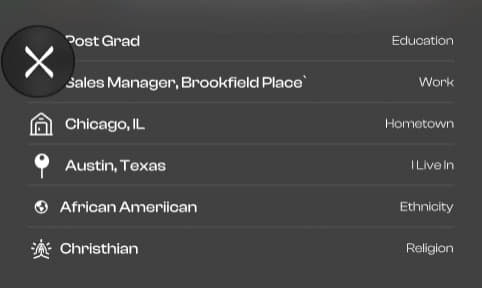 Post Grad Education
Sales Manager, Brookfield Place` Work
Chicago, IL Hometown
Austin, Texas I Live In
African Ameriican Ethnicity
Christhian Religion